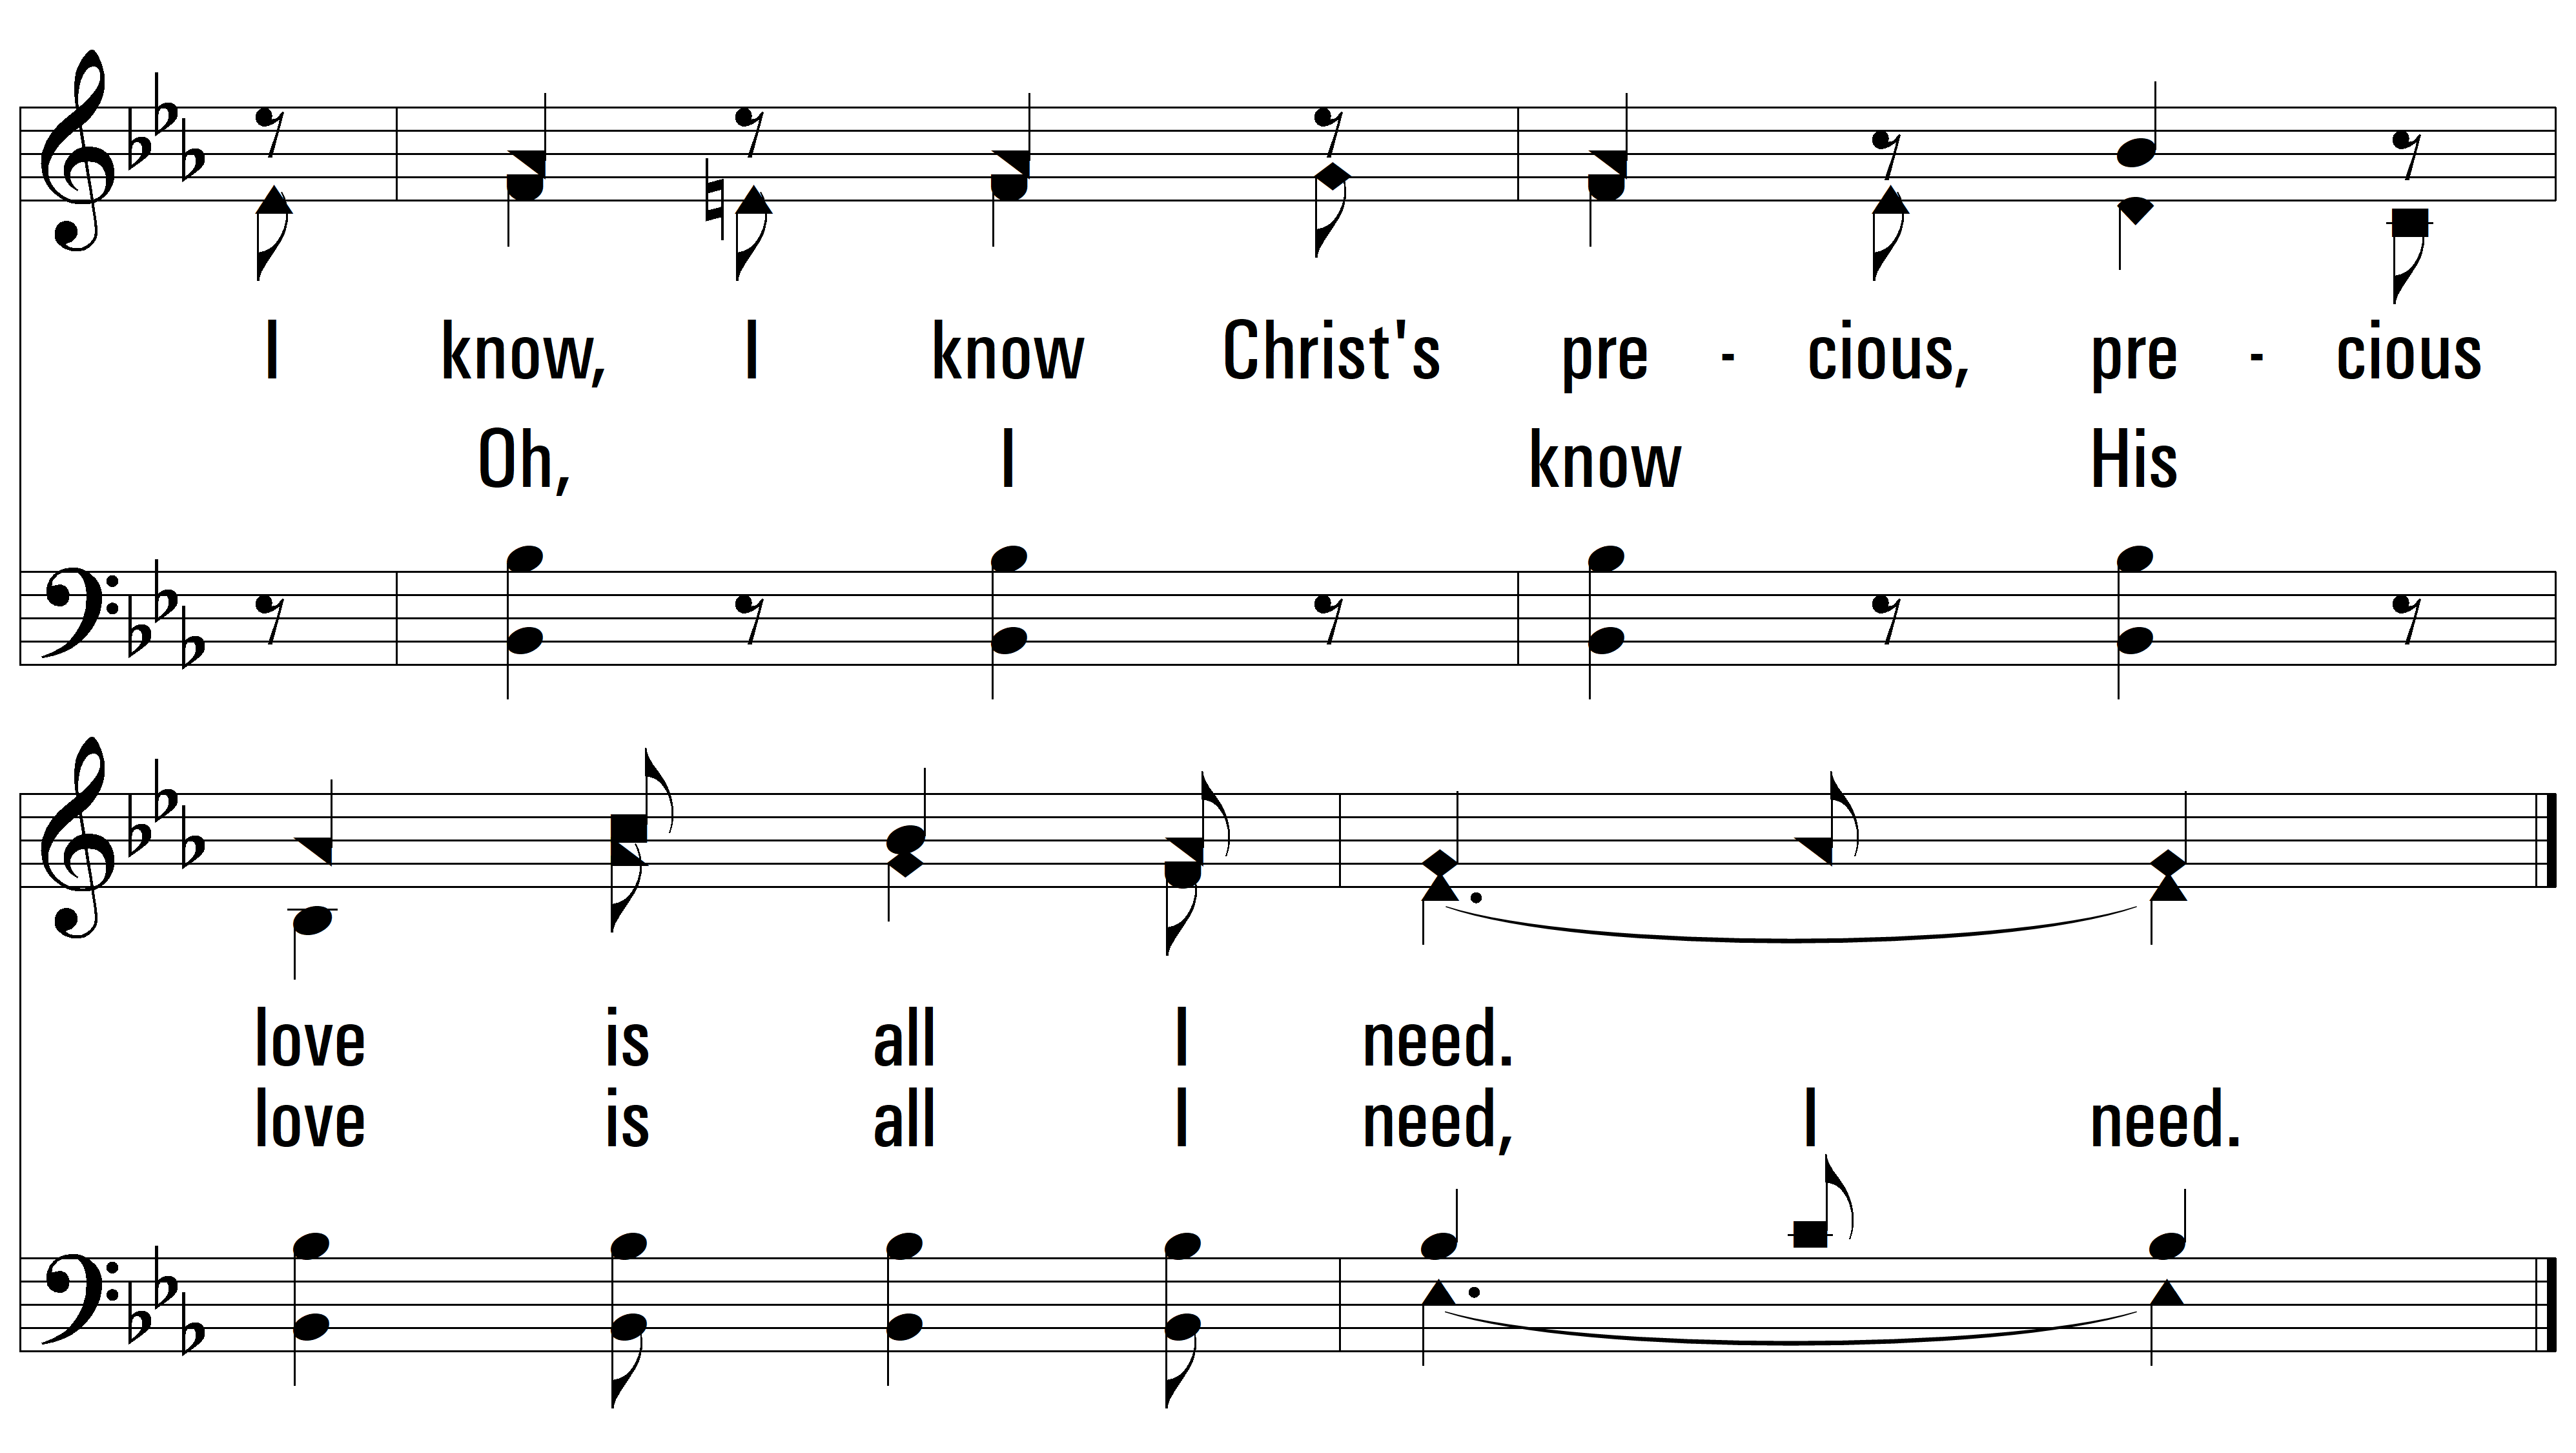 I know, I know Christ's pre - cious, pre - cious
Oh, I know His
love is all I need.
love is all I need, I need.